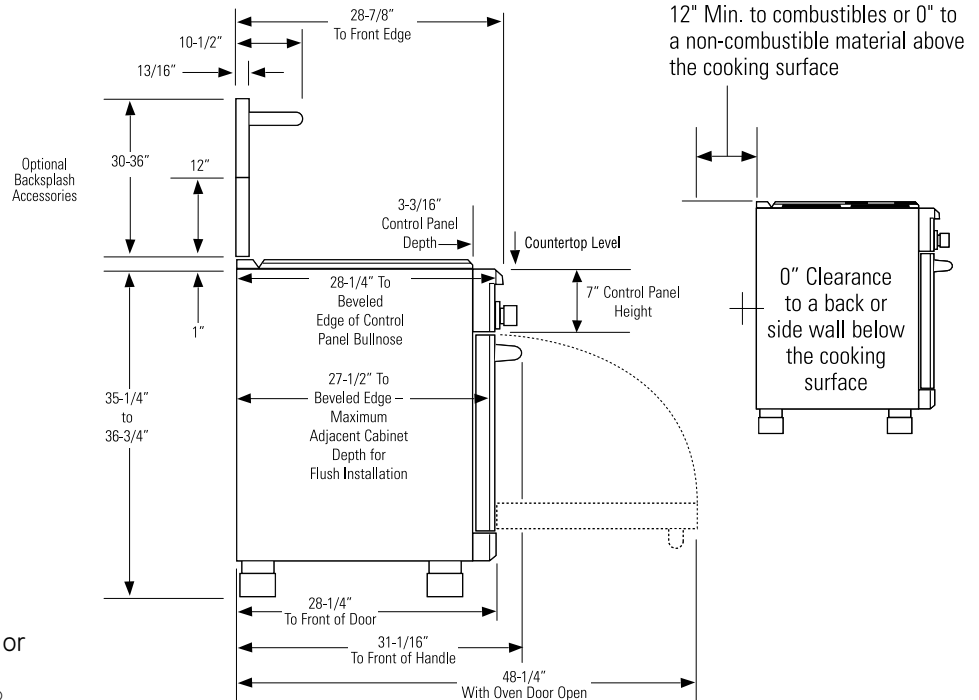 28-7/8"
To Front Edge
10-1/2"
13/16"
Optional
Backsplash
Accessories
30-36"
12"
3-3/16"
Control Panel
Depth
Countertop Level
1"
28-1/4" To
Beveled
Edge of Control
Panel Bullnose
7" Control Panel
Height
27-1/2" To
Beveled Edge –
Maximum
Adjacent Cabinet
Depth for
Flush Installation
35-1/4"
to
36-3/4"
28-1/4"
To Front of Door
31-1/16"
To Front of Handle
48-1/4"
With Oven Door Open
or
12" Min. to combustibles or 0" to
a non-combustible material above
the cooking surface
0" Clearance
to a back or
side wall below
the cooking
surface